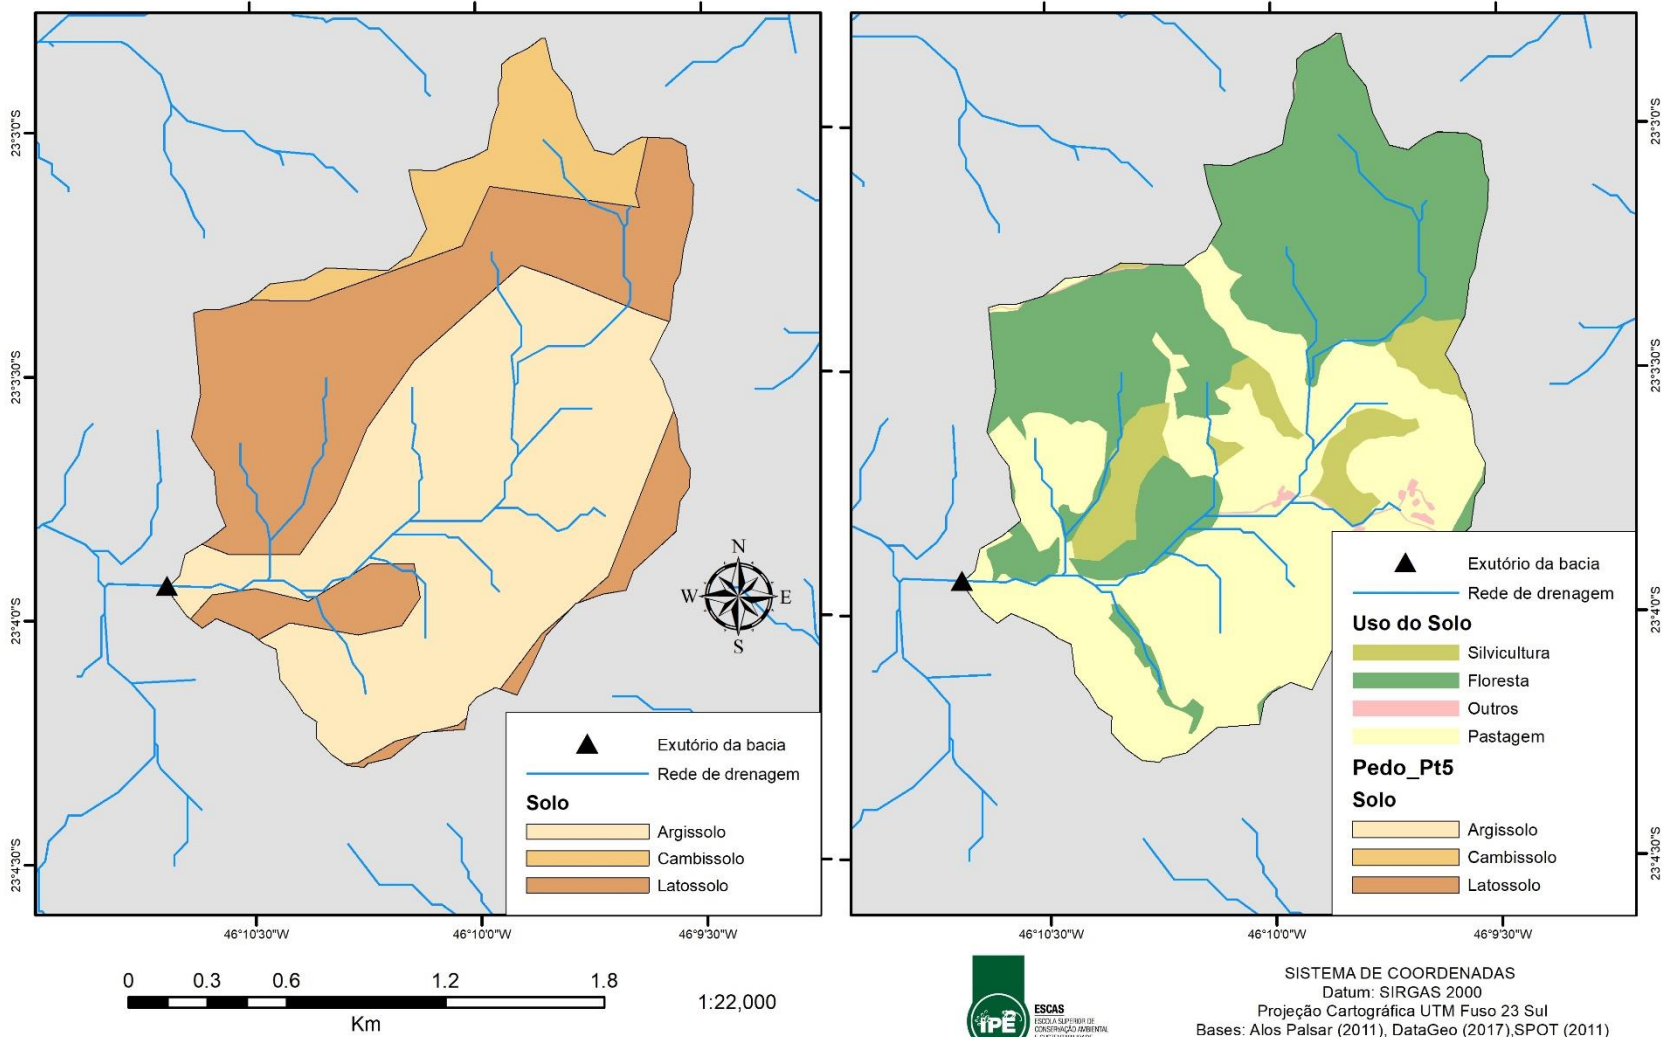 23°3'0"S
23°3'30"S
23°4'0"S
23°4'30"S
N
W
E
S
Exutório da bacia
Rede de drenagem
Solo
Argissolo
Cambissolo
Latossolo
46°10'30"W
46°10'0"W
46°9'30"W
23°3'0"S
23°3'30"S
23°4'0"S
23°4'30"S
Exutório da bacia
Rede de drenagem
Uso do Solo
Silvicultura
Floresta
Outros
Pastagem
Pedo_Pt5
Solo
Argissolo
Cambissolo
Latossolo
46°10'30"W
46°10'0"W
46°9'30"W
0 0.3 0.6 1.2 1.8
Km
1:22,000
IPÊ
ESCAS
ESCOLA SUPERIOR DE
CONSERVAÇÃO AMBIENTAL
SISTEMA DE COORDENADAS
Datum: SIRGAS 2000
Projeção Cartográfica UTM Fuso 23 Sul
Bases: Alos Palsar (2011), DataGeo (2017),SPOT (2011)